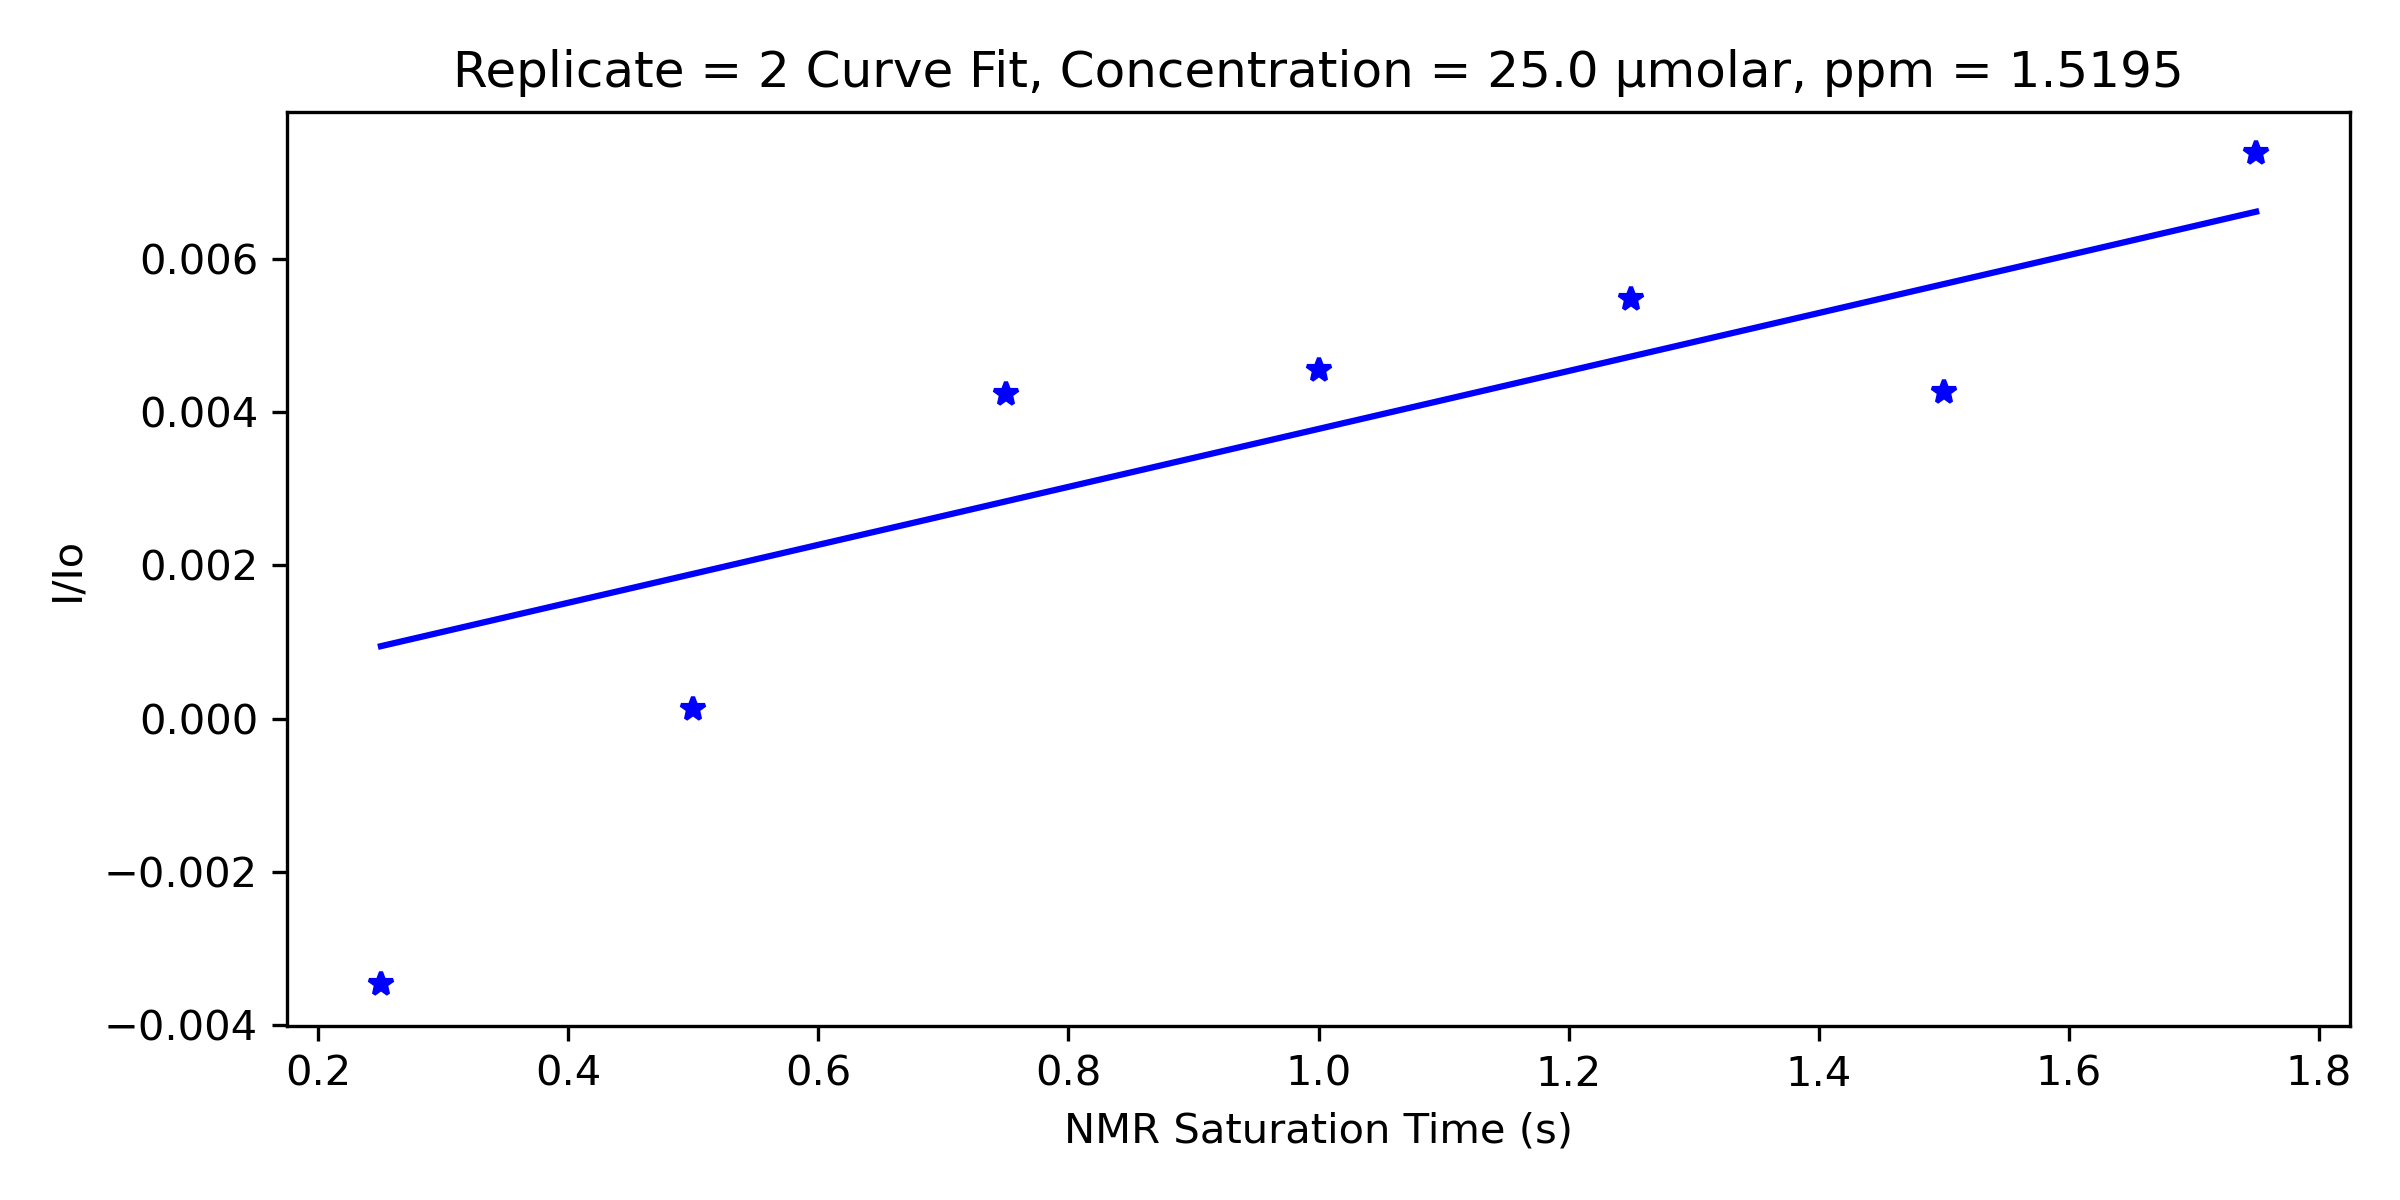 Replicate = 2 Curve Fit, Concentration = 25.0 µmolar, ppm = 1.5195
I/Io
0.006
0.004
0.002
0.000
−0.002
−0.004
0.2 0.4 0.6 0.8 1.0 1.2 1.4 1.6 1.8
NMR Saturation Time (s)